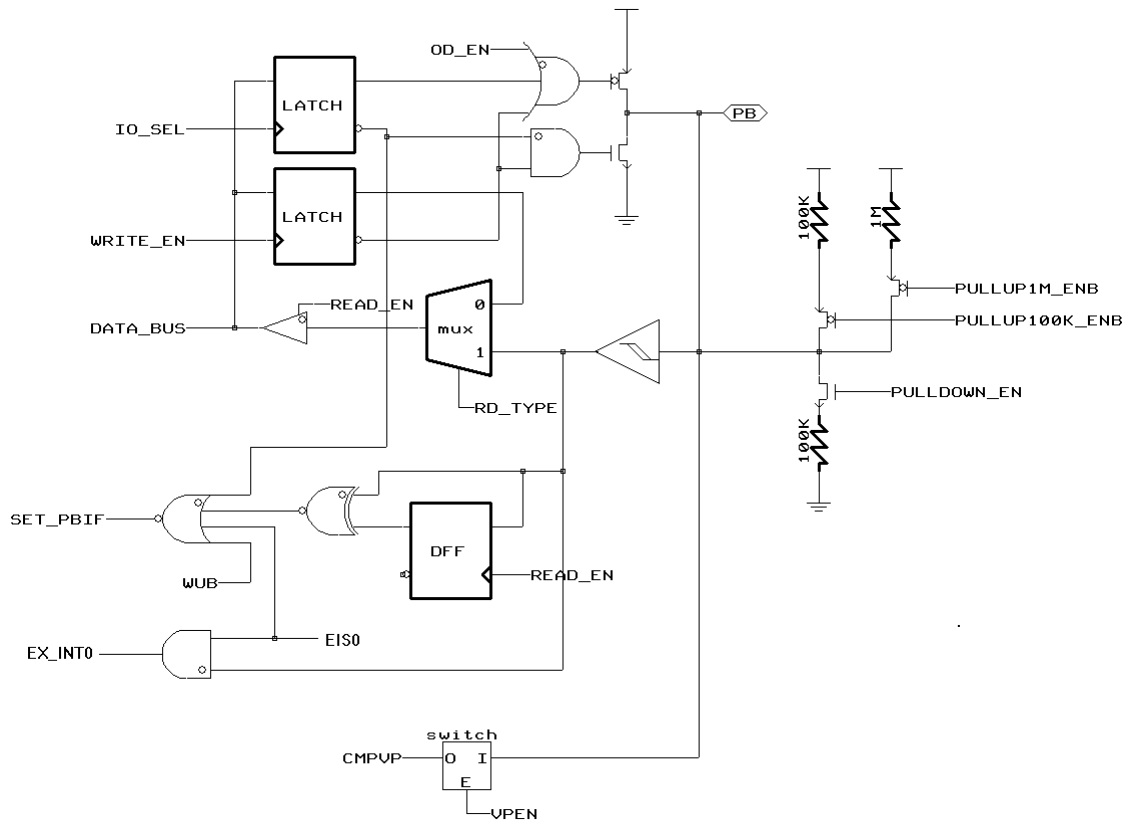 OD_EN
LATCH
PB
IO_SEL
LATCH
100K
1M
WRITE_EN
PULLUP1M_ENB
READ_EN
0
PULLUP100K_ENB
DATA_BUS
mux
1
PULLDOWN_EN
RD_TYPE
100K
SET_PBIF
DFF
WUB
READ_EN
EIS0
EX_INT0
switch
CMPVP
O I
E
VPEN